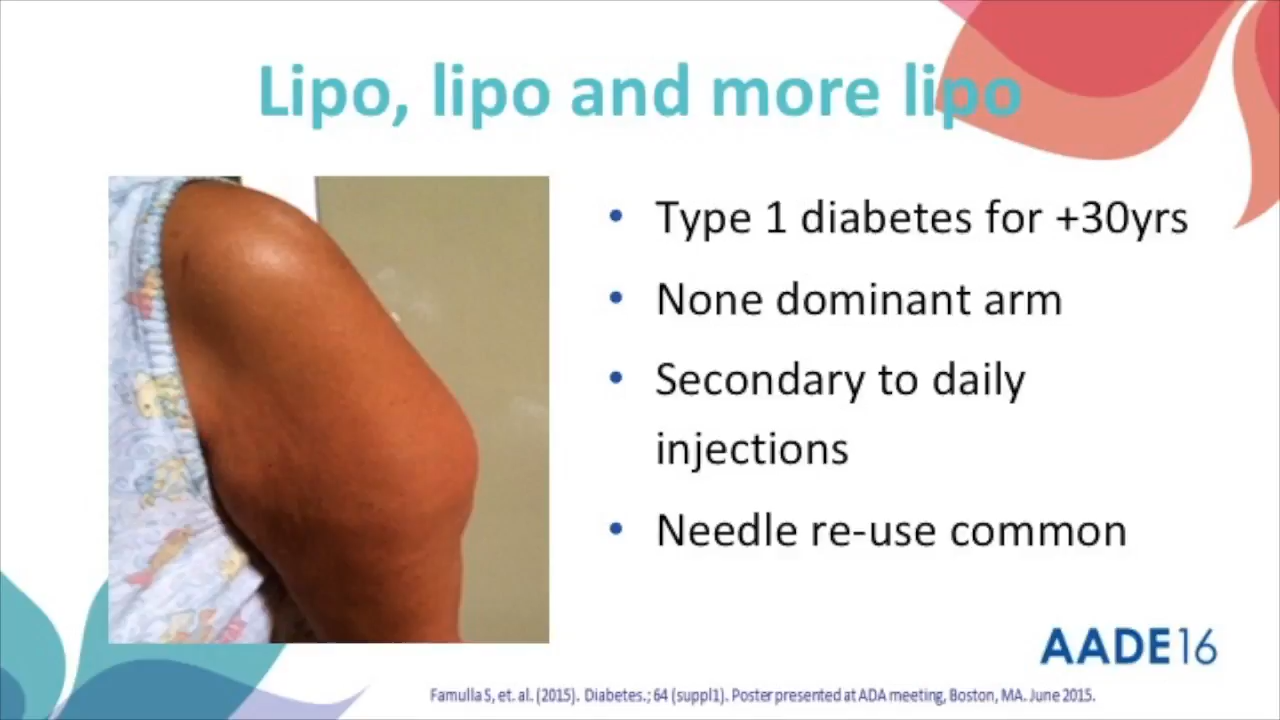 Lipo, lipo and more lipo
• Type 1 diabetes for +30yrs
• None dominant arm
• Secondary to daily
injections
• Needle re-use common
AADE16
Famulla S, et. al. (2015). Diabetes.; 64 (suppl1). Poster presented at ADA meeting, Boston, MA. June 2015.